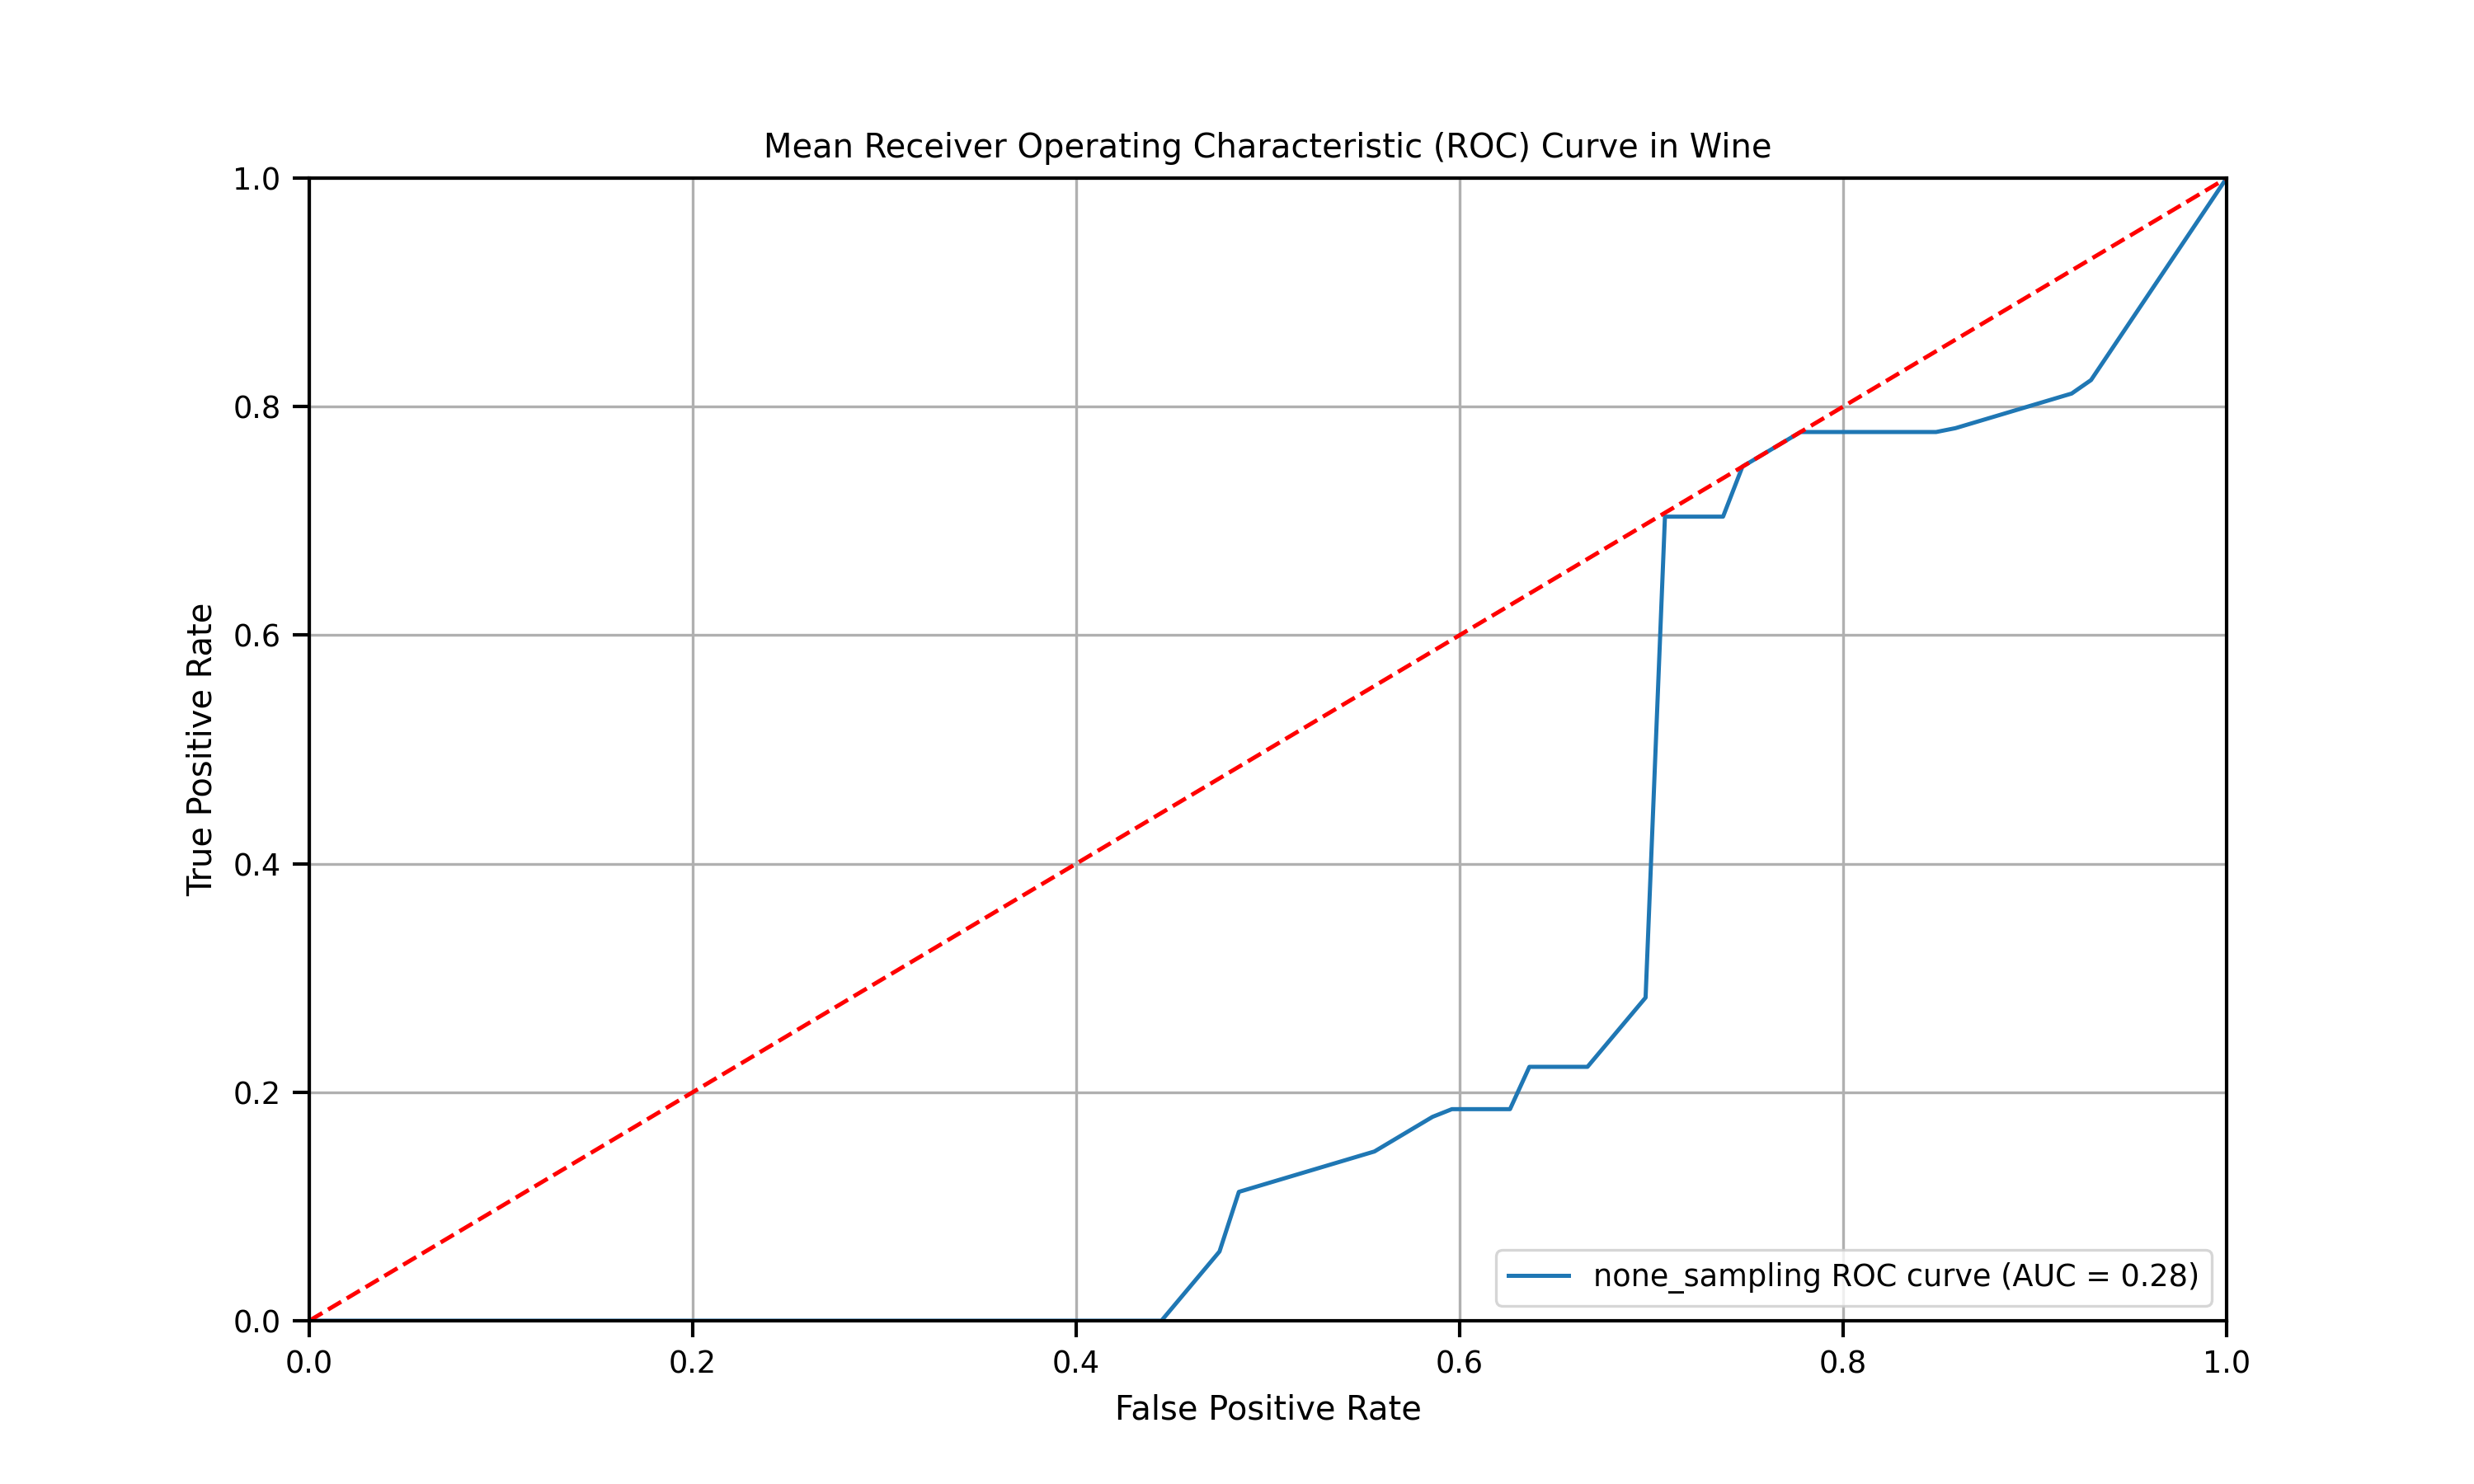 Mean Receiver Operating Characteristic (ROC) Curve in Wine
1.0
0.8
0.6
0.4
0.2
0.0
True Positive Rate
none_sampling ROC curve (AUC = 0.28)
0.0 0.2 0.4 0.6 0.8 1.0
False Positive Rate